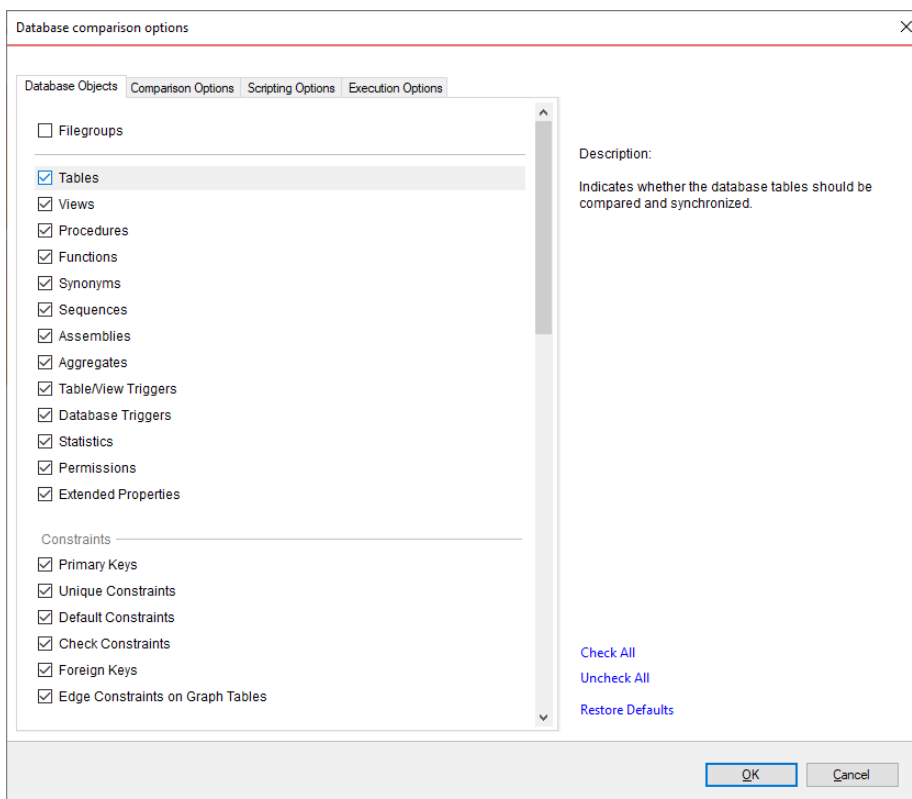 Database comparison options
Database Objects Comparison Options Scripting Options Execution Options
Filegroups
Tables
Views
Procedures
Functions
Synonyms
Sequences
Assemblies
Aggregates
Table/View Triggers
Database Triggers
Statistics
Permissions
Extended Properties
Constraints
Primary Keys
Unique Constraints
Default Constraints
Check Constraints
Foreign Keys
Edge Constraints on Graph Tables
Description:
Indicates whether the database tables should be
compared and synchronized.
Check All
Uncheck All
Restore Defaults
OK Cancel